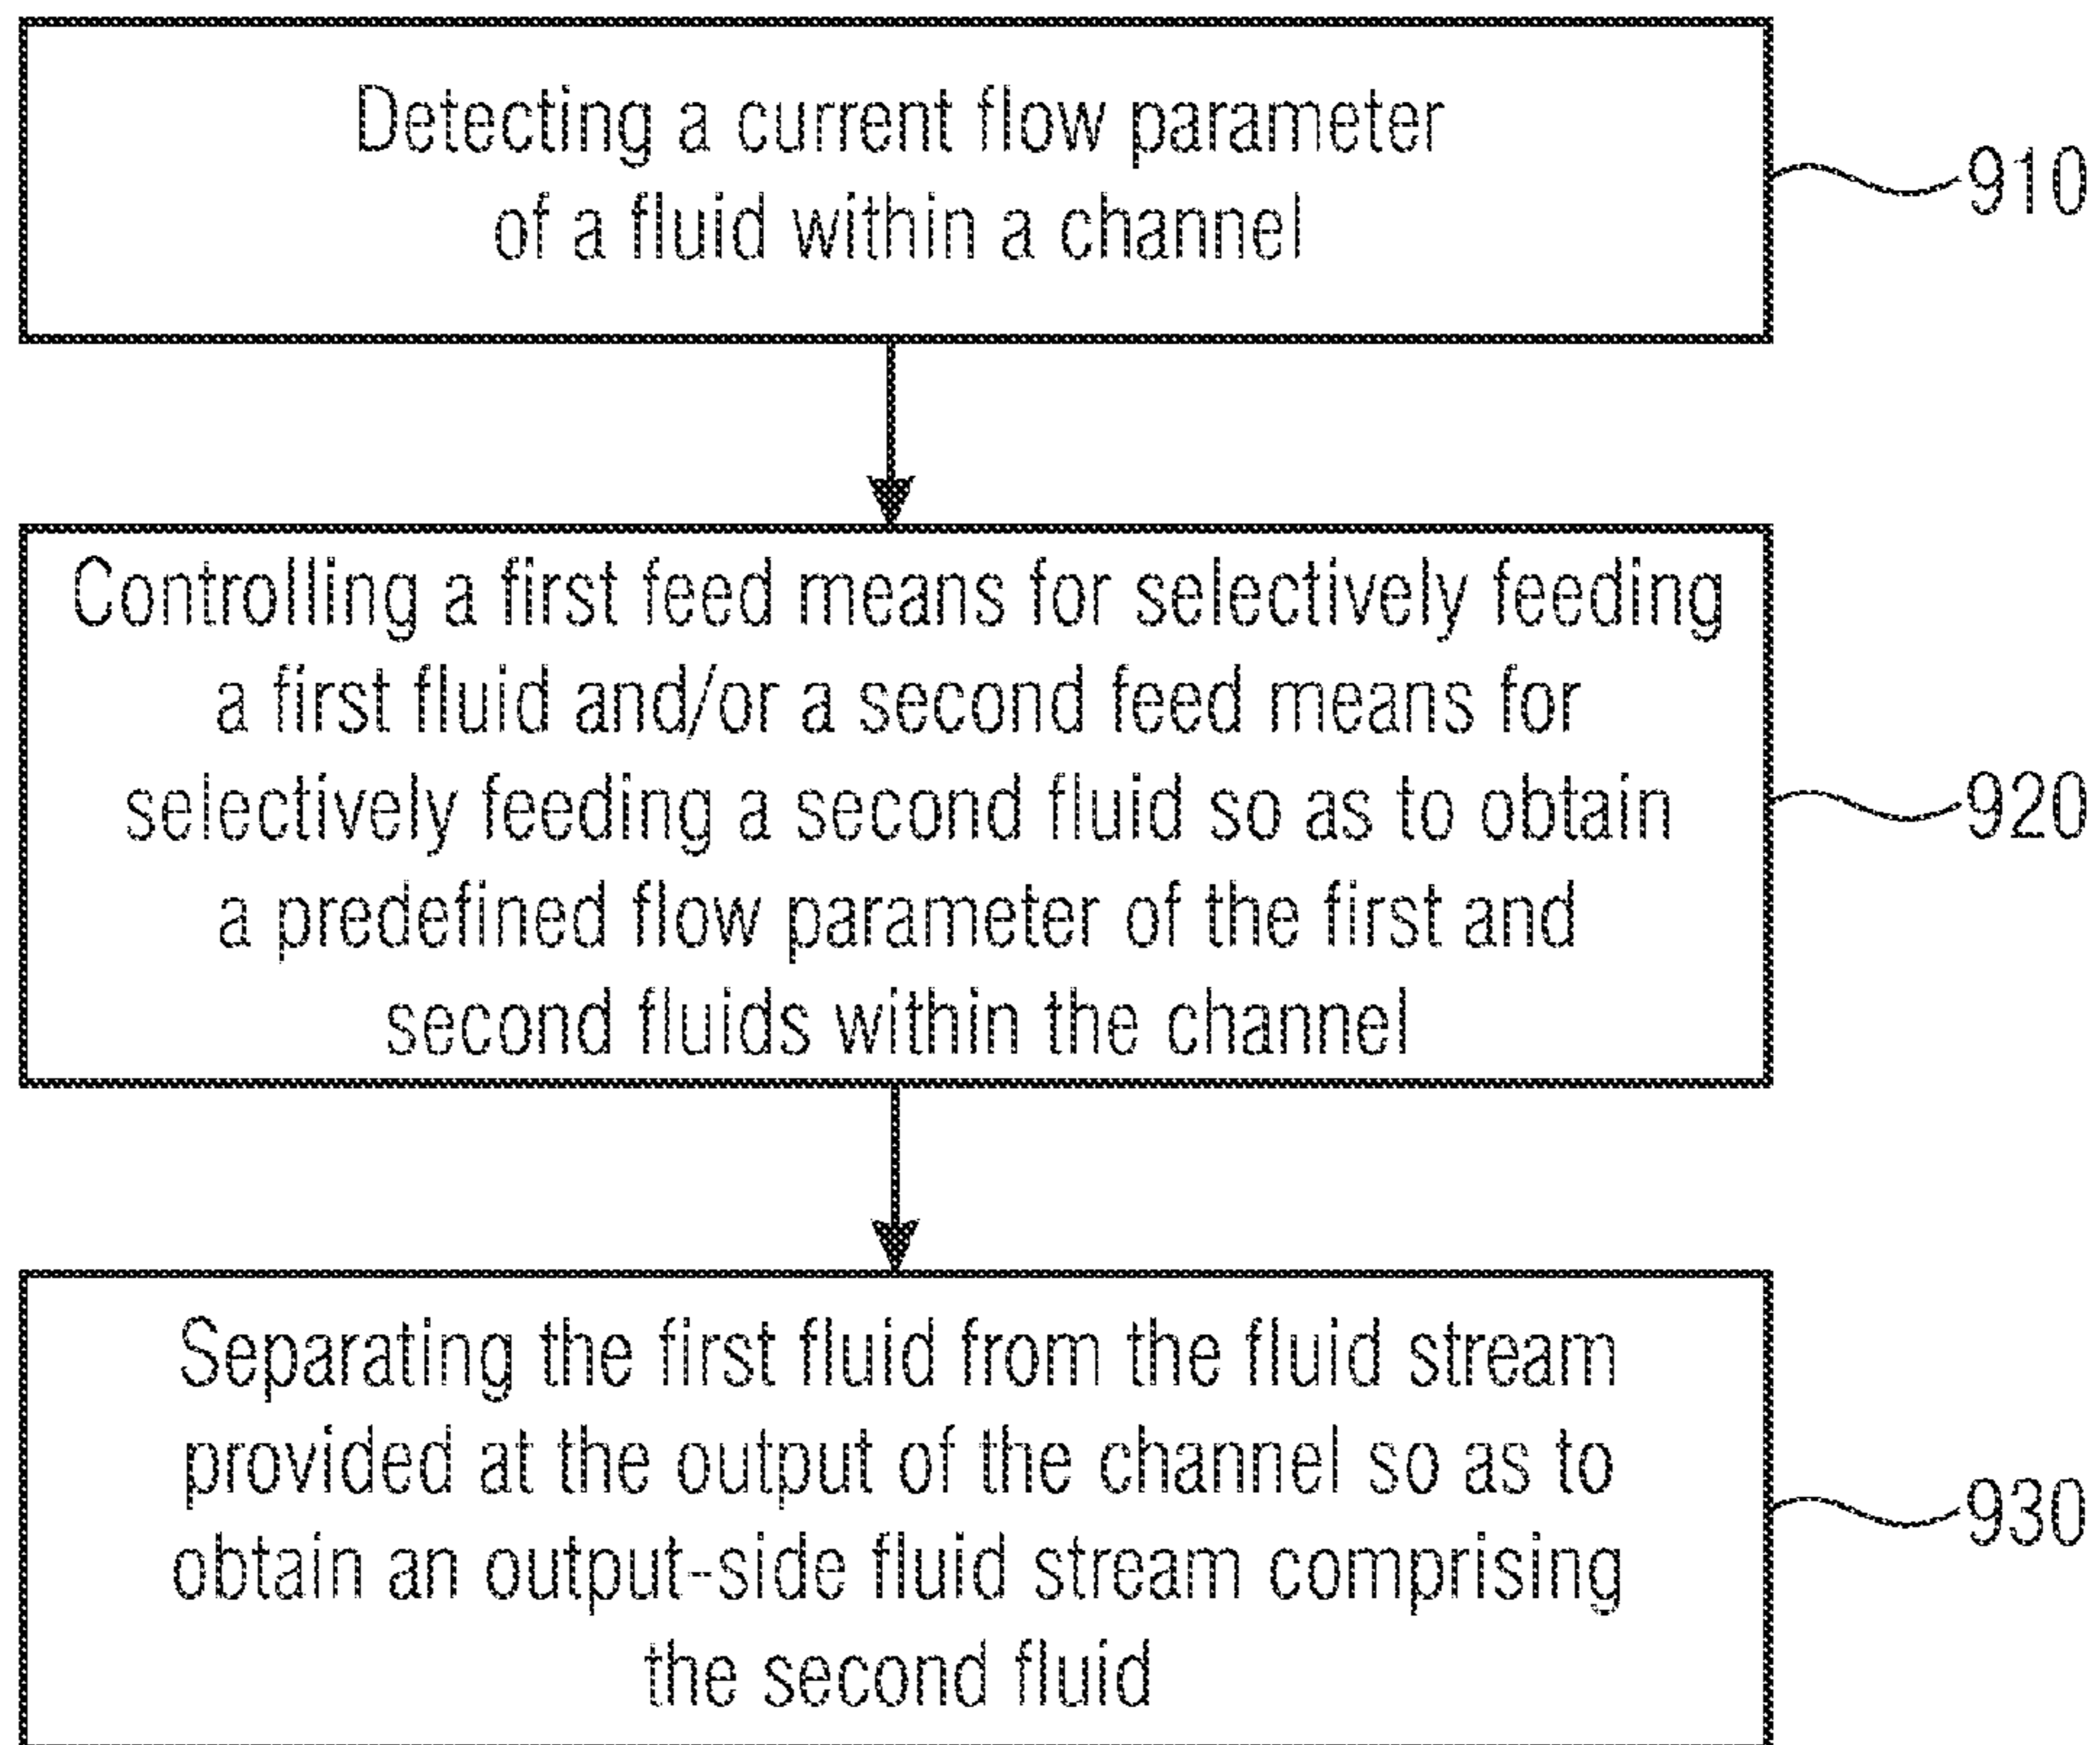 Detecting a current flow parameter
of a fluid within a channel
910
Controlling a first feed means for selectively feeding
a first fluid and/or a second feed means for
selectively feeding a second fluid so as to obtain
a predefined flow parameter of the first and
second fluids within the channel
920
Separating the first fluid from the fluid stream
provided at the output of the channel so as to
obtain an output-side fluid stream comprising
the second fluid
930